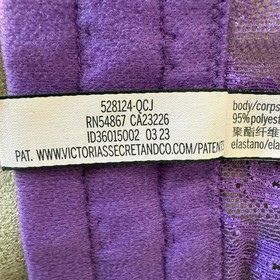 528124-QCJ
RN54867 CA23226
ID36015002 03 23
PAT. WWW.VICTORIASSECRETANDCO.COM/PATENTS
body/corps
95% polyest
聚酯纤维
elastano/ela